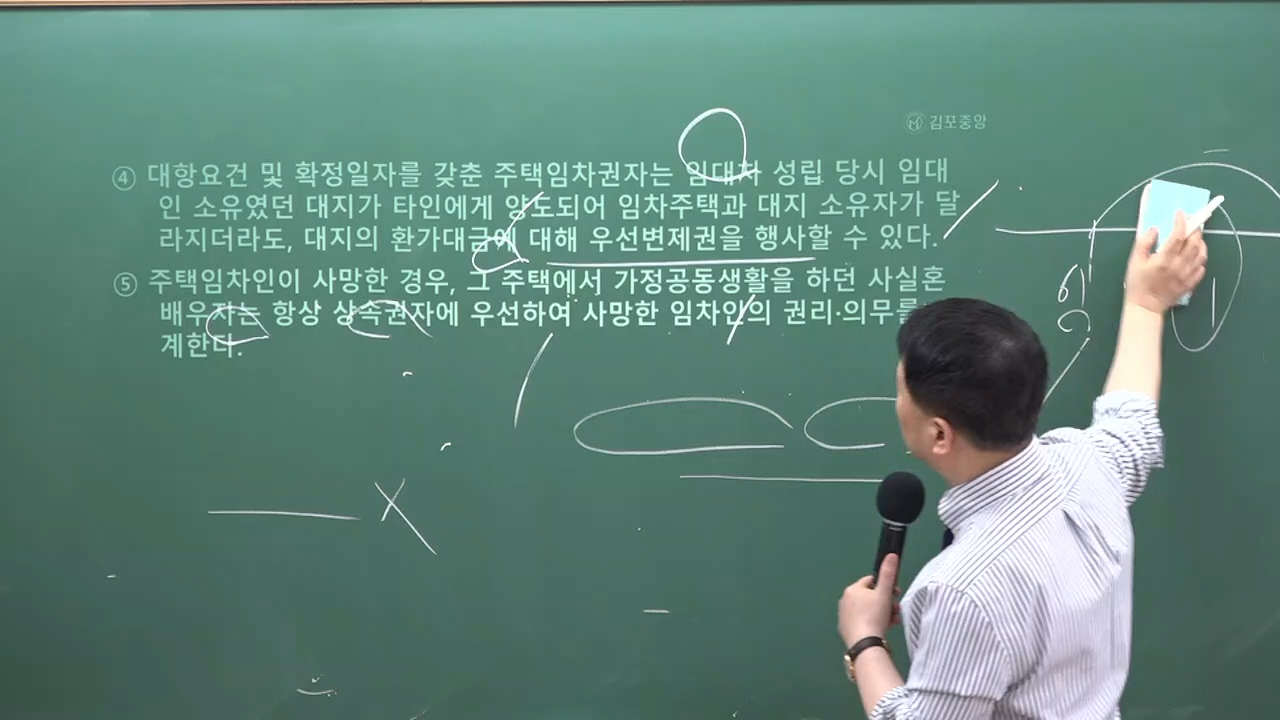 김포중앙
④ 대항요건 및 확정일자를 갖춘 주택임차권자는 임대차 성립 당시 임대
인 소유였던 대지가 타인에게 양도되어 임차주택과 대지 소유자가 달
라지더라도, 대지의 환가대금에 대해 우선변제권을 행사할 수 있다.
⑤ 주택임차인이 사망한 경우, 그 주택에서 가정공동생활을 하던 사실혼
배우자는 항상 상속권자에 우선하여 사망한 임차인의 권리·의무를
계한다.